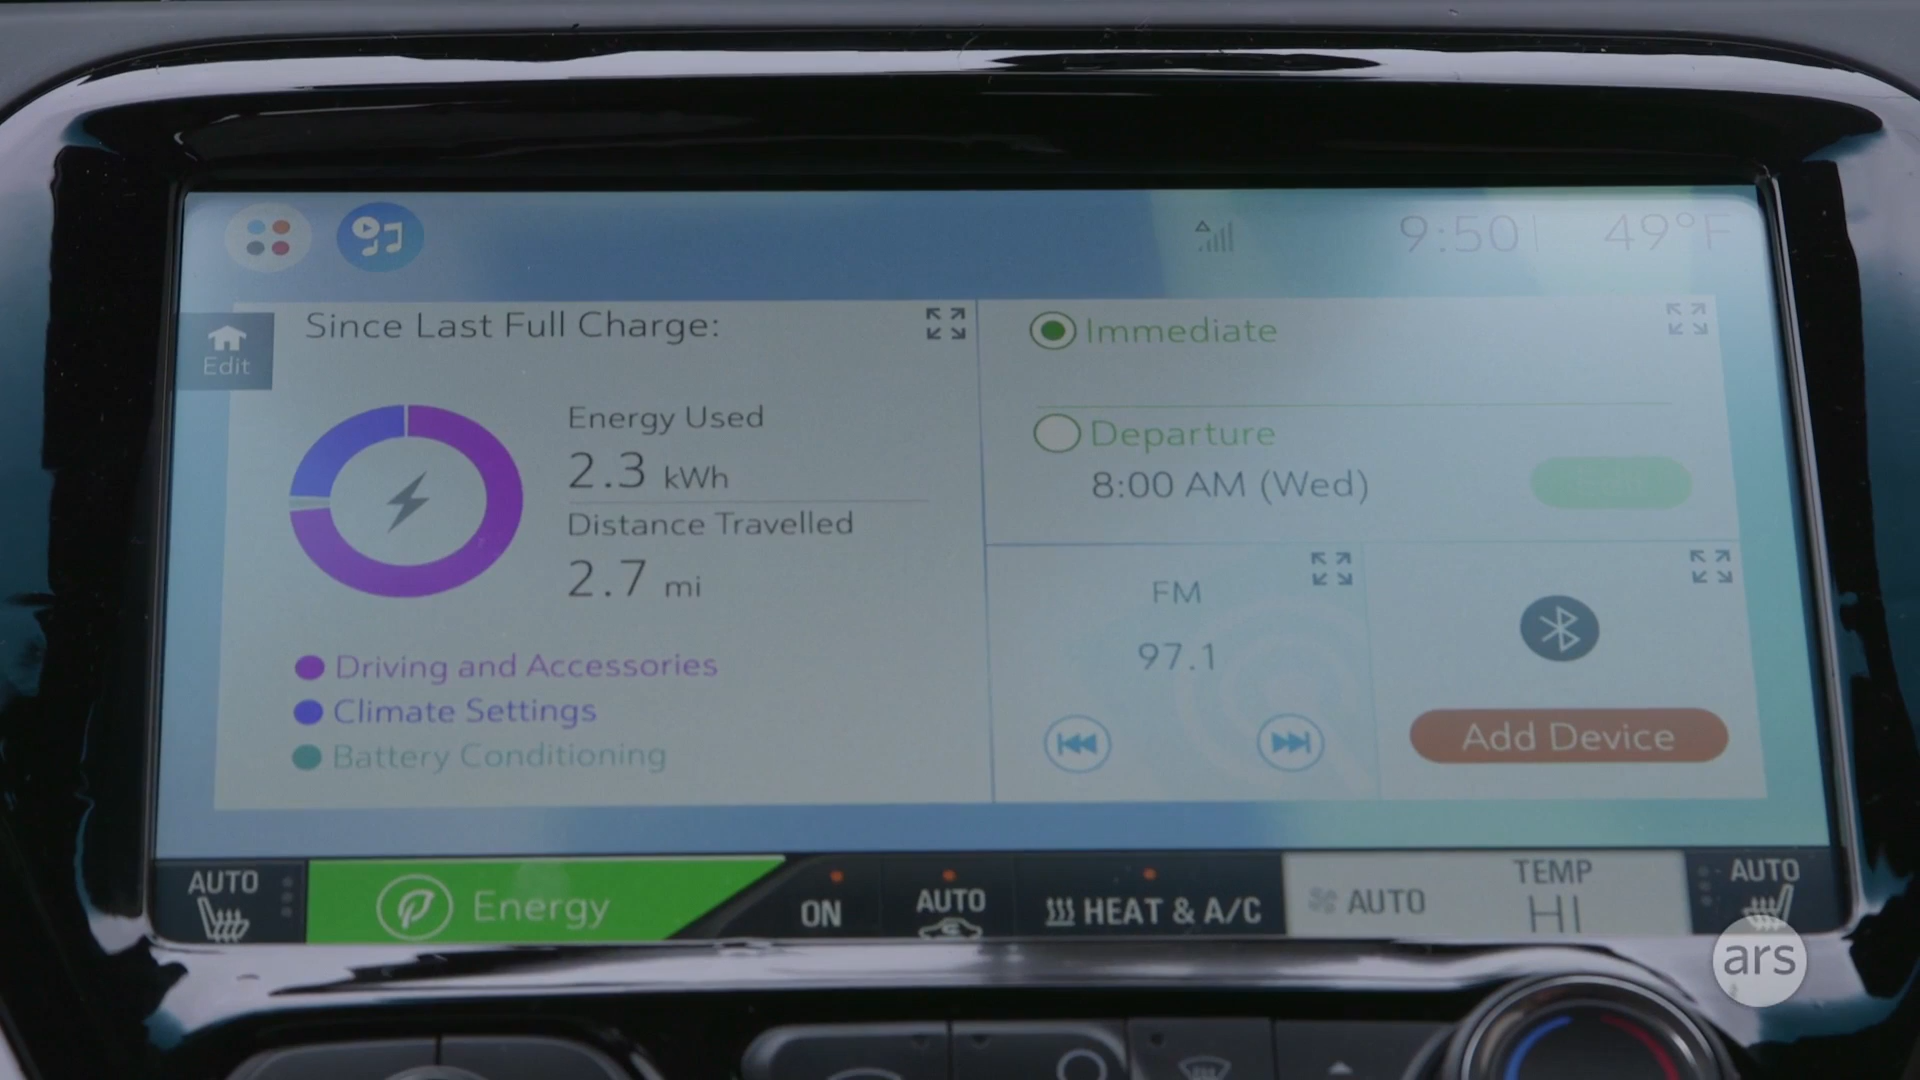 9:50
49°F
Edit
Since Last Full Charge:
Energy Used
2.3 kWh
Distance Travelled
2.7 mi
Driving and Accessories
Climate Settings
Battery Conditioning
Immediate
Departure
8:00 AM (Wed)
FM
97.1
Add Device
AUTO
Energy
ON
AUTO
HEAT & A/C
AUTO
TEMP
HI
AUTO
ars